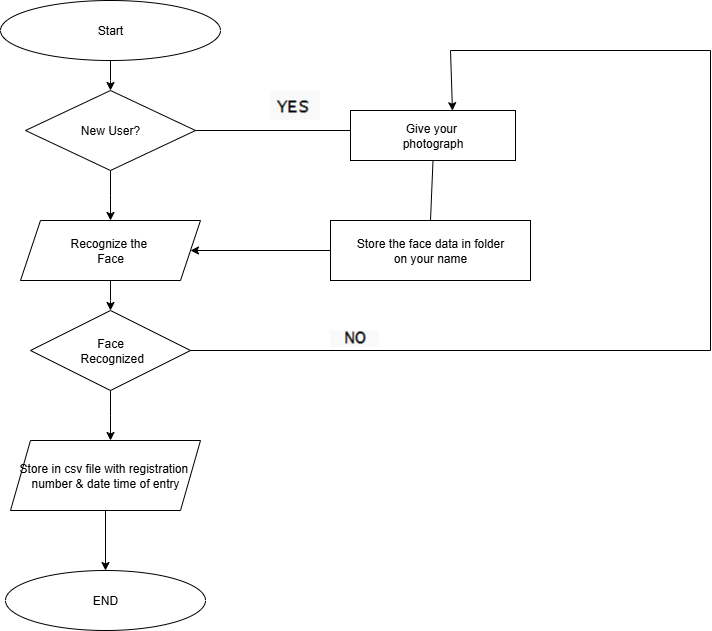 Start
New User?
YES
Give your
photograph
Recognize the
Face
Store the face data in folder
on your name
Face
Recognized
NO
Store in csv file with registration
number & date time of entry
END